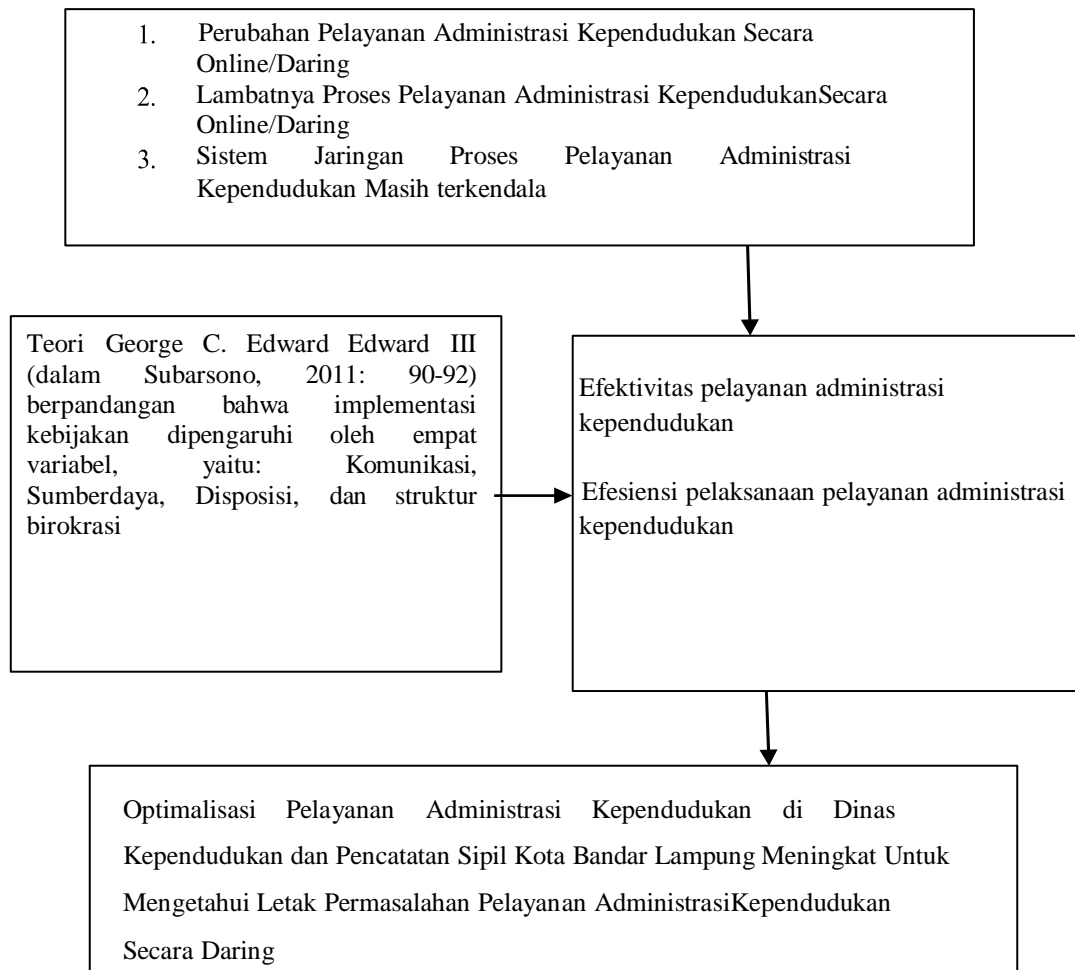 1. Perubahan Pelayanan Administrasi Kependudukan Secara
Online/Daring
2. Lambatnya Proses Pelayanan Administrasi KependudukanSecara
Online/Daring
3. Sistem Jaringan Proses Pelayanan Administrasi
Kependudukan Masih terkendala
Teori George C. Edward Edward III
(dalam Subarsono, 2011: 90-92)
berpandangan bahwa implementasi
kebijakan dipengaruhi oleh empat
variabel, yaitu: Komunikasi,
Sumberdaya, Disposisi, dan struktur
birokrasi
Efektivitas pelayanan administrasi
kependudukan
Efesiensi pelaksanaan pelayanan administrasi
kependudukan
Optimalisasi Pelayanan Administrasi Kependudukan di Dinas
Kependudukan dan Pencatatan Sipil Kota Bandar Lampung Meningkat Untuk
Mengetahui Letak Permasalahan Pelayanan AdministrasiKependudukan
Secara Daring